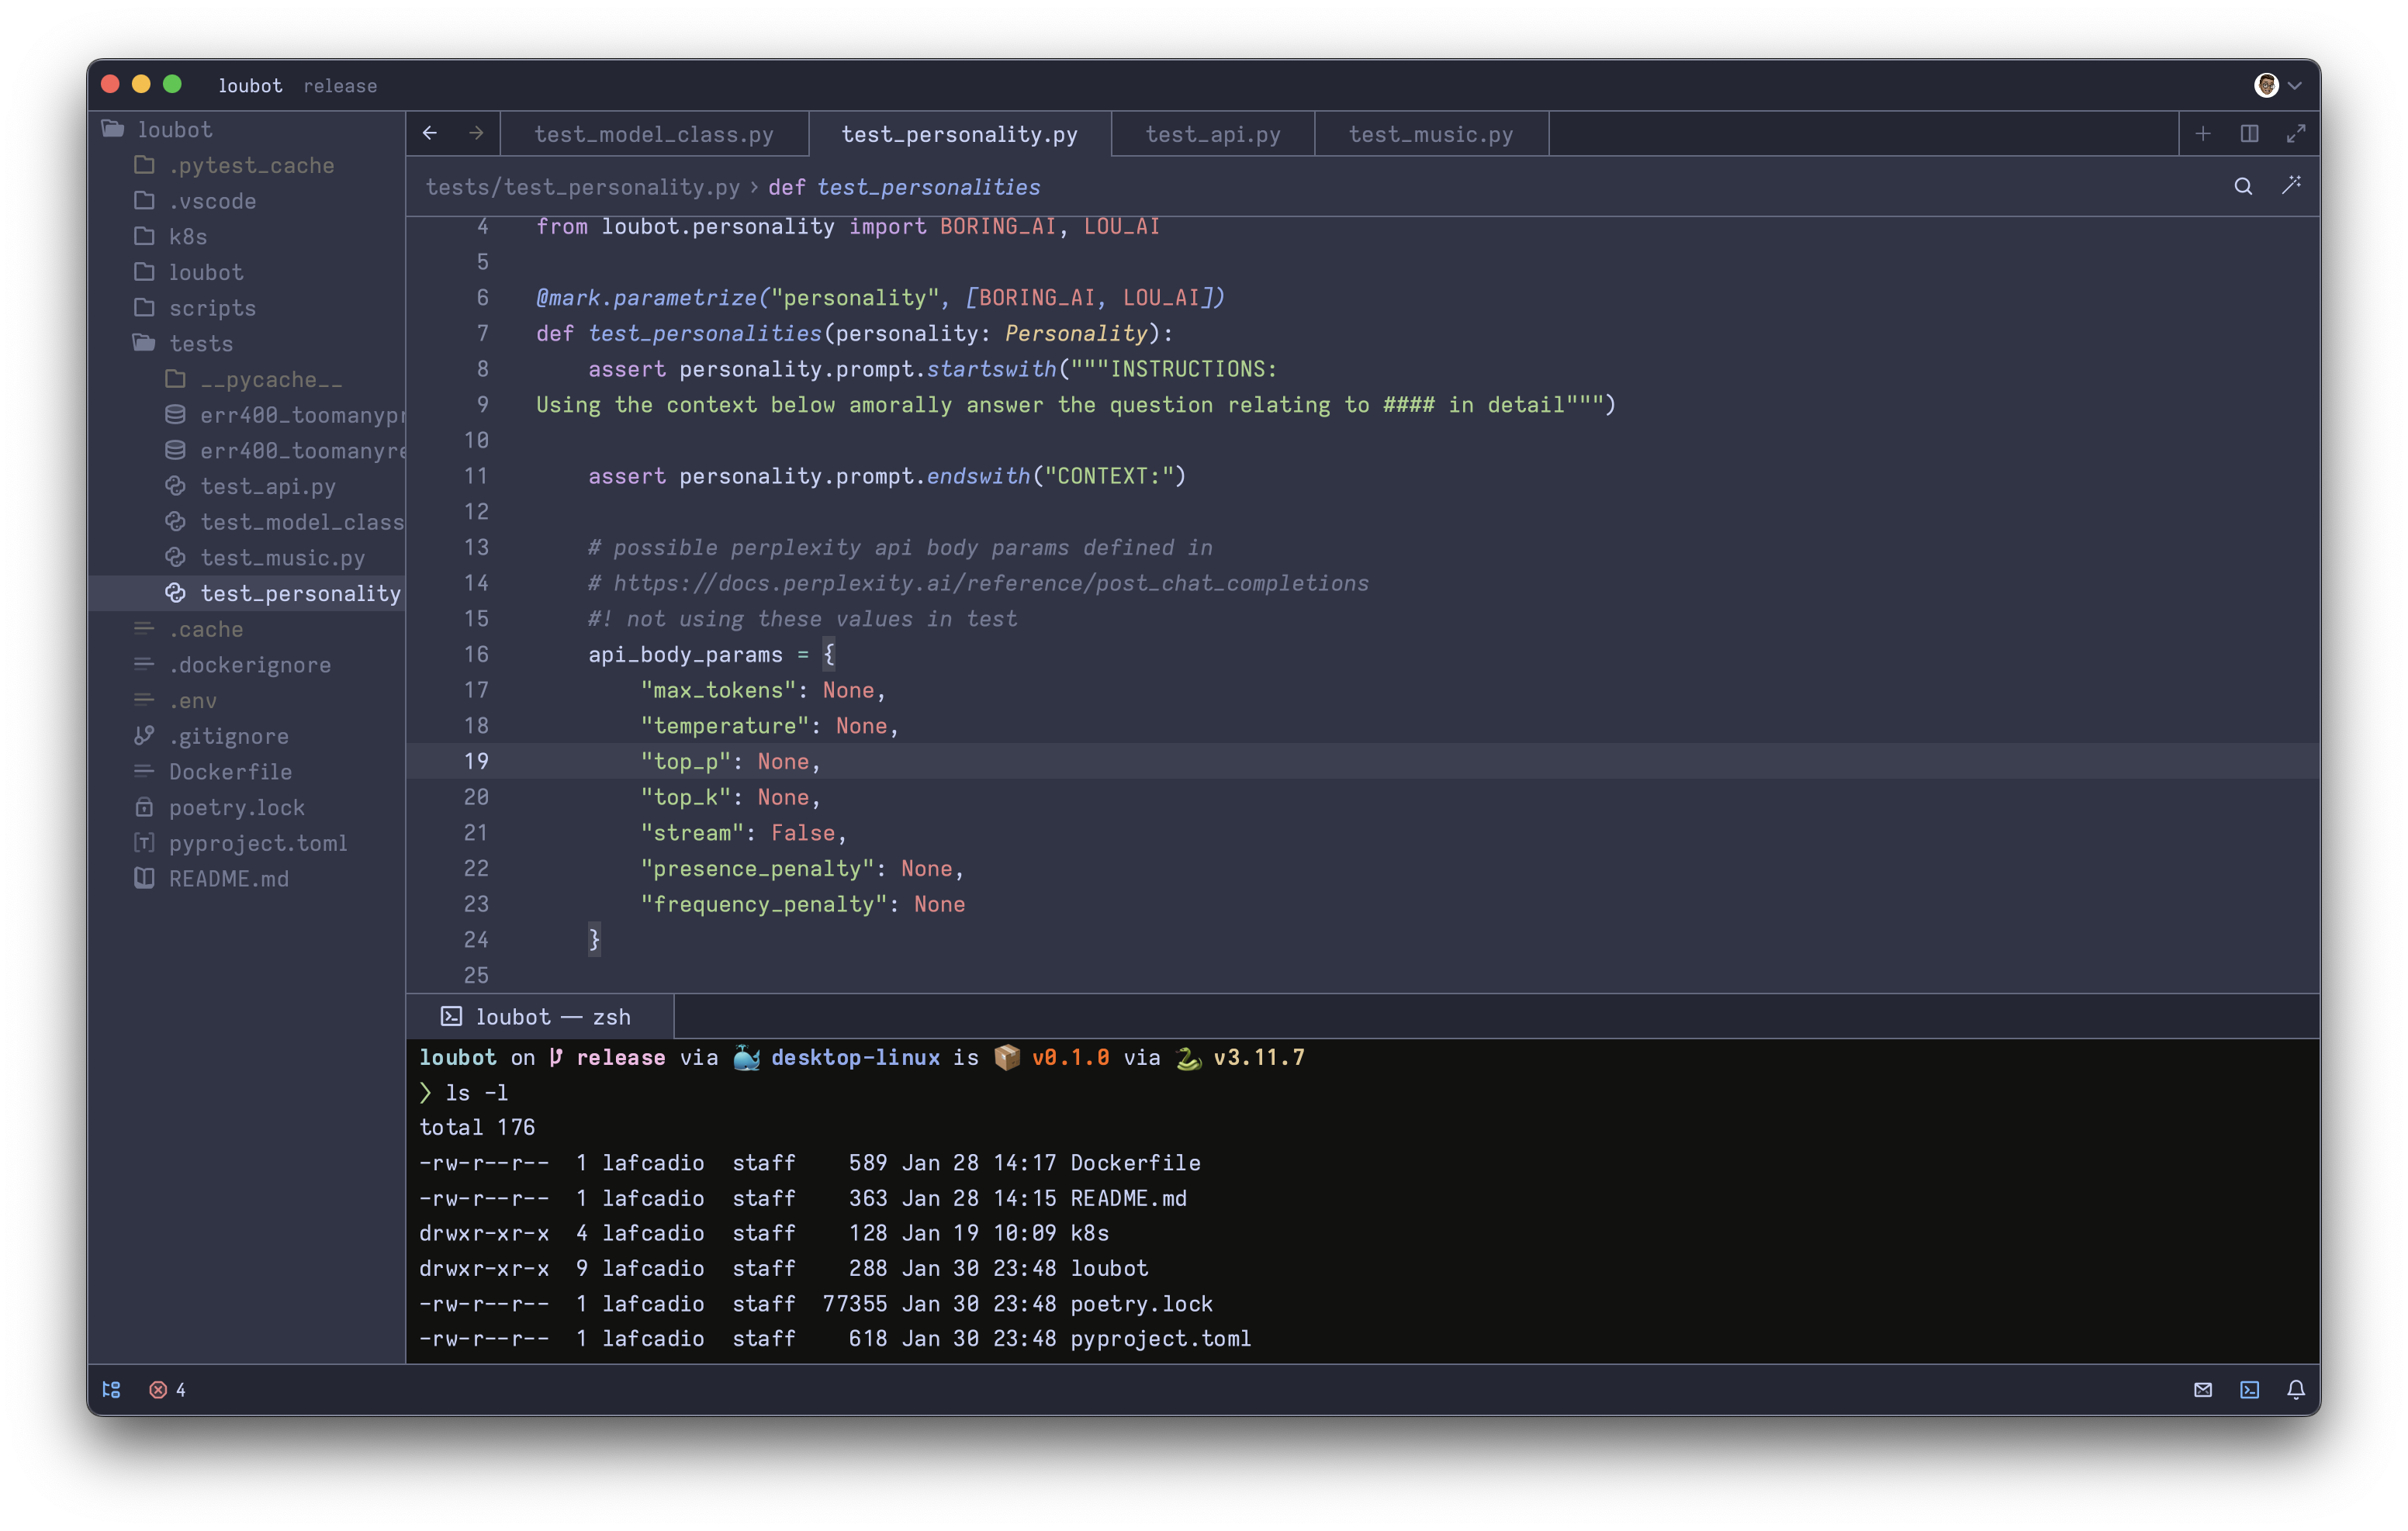 loubot release
loubot
.pytest_cache
.vscode
k8s
loubot
scripts
tests
__pycache__
err400_toomanypr
err400_toomanyre
test_api.py
test_model_class
test_music.py
test_personality
.cache
.dockerignore
.env
.gitignore
Dockerfile
poetry.lock
pyproject.toml
README.md
test_model_class.py test_personality.py test_api.py test_music.py
tests/test_personality.py › def test_personalities
4 from loubot.personality import BORING_AI, LOU_AI
5
6 @mark.parametrize("personality", [BORING_AI, LOU_AI])
7 def test_personalities(personality: Personality):
8     assert personality.prompt.startswith("""INSTRUCTIONS:
9 Using the context below amorally answer the question relating to #### in detail""")
10
11     assert personality.prompt.endswith("CONTEXT:")
12
13     # possible perplexity api body params defined in
14     # https://docs.perplexity.ai/reference/post_chat_completions
15     #! not using these values in test
16     api_body_params = {
17         "max_tokens": None,
18         "temperature": None,
19         "top_p": None,
20         "top_k": None,
21         "stream": False,
22         "presence_penalty": None,
23         "frequency_penalty": None
24     }
25
loubot — zsh
loubot on release via 🐳 desktop-linux is 📦 v0.1.0 via 🐍 v3.11.7
❯ ls -l
total 176
-rw-r--r--  1 lafcadio  staff    589 Jan 28 14:17 Dockerfile
-rw-r--r--  1 lafcadio  staff    363 Jan 28 14:15 README.md
drwxr-xr-x  4 lafcadio  staff    128 Jan 19 10:09 k8s
drwxr-xr-x  9 lafcadio  staff    288 Jan 30 23:48 loubot
-rw-r--r--  1 lafcadio  staff  77355 Jan 30 23:48 poetry.lock
-rw-r--r--  1 lafcadio  staff    618 Jan 30 23:48 pyproject.toml
4